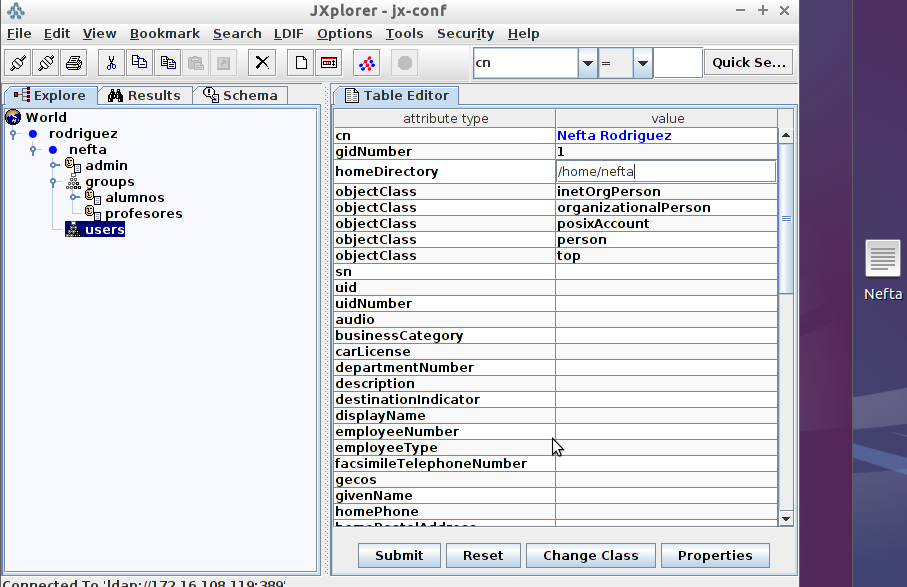 JXplorer - jx-conf
File Edit View Bookmark Search LDIF Options Tools Security Help
cn = Quick Se...
Explore Results Schema
Table Editor
World
rodriguez
nefta
admin
groups
alumnos
profesores
users
attribute type value
cn Nefta Rodriguez
gidNumber 1
homeDirectory /home/nefta
objectClass inetOrgPerson
objectClass organizationalPerson
objectClass posixAccount
objectClass person
objectClass top
sn
uid
uidNumber
audio
businessCategory
carLicense
departmentNumber
description
destinationIndicator
displayName
employeeNumber
employeeType
facsimileTelephoneNumber
gecos
givenName
homePhone
homePostalAddress
Submit Reset Change Class Properties
Connected To 'ldap://172.16.108.119:389'
Nefta